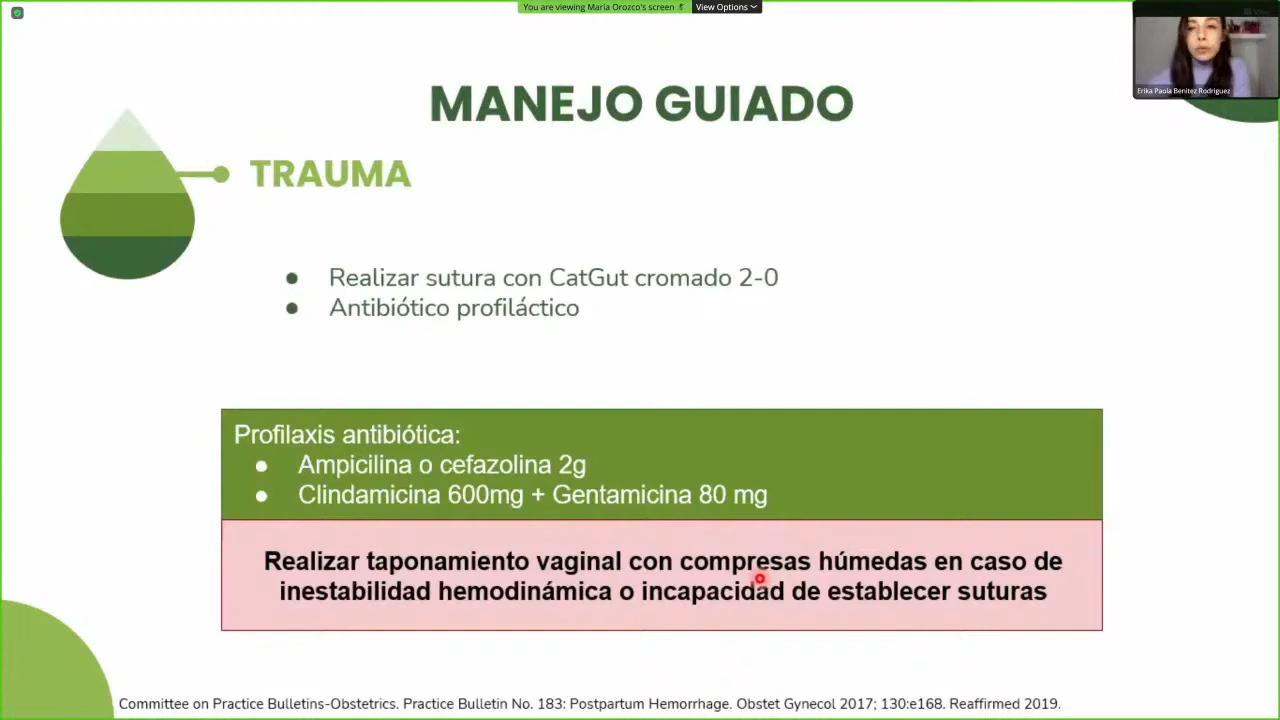 You are viewing María Orozco's screen
View Options
Erika Paola Benítez Rodríguez
MANEJO GUIADO
TRAUMA
● Realizar sutura con CatGut cromado 2-0
● Antibiótico profiláctico
Profilaxis antibiótica:
● Ampicilina o cefazolina 2g
● Clindamicina 600mg + Gentamicina 80 mg
Realizar taponamiento vaginal con compresas húmedas en caso de
inestabilidad hemodinámica o incapacidad de establecer suturas
Committee on Practice Bulletins-Obstetrics. Practice Bulletin No. 183: Postpartum Hemorrhage. Obstet Gynecol 2017; 130:e168. Reaffirmed 2019.